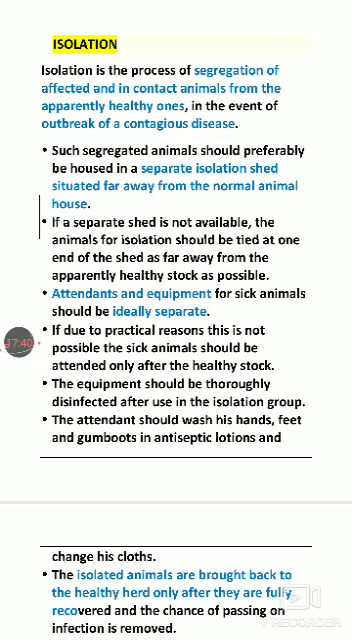 ISOLATION
Isolation is the process of segregation of
affected and in contact animals from the
apparently healthy ones, in the event of
outbreak of a contagious disease.
• Such segregated animals should preferably
be housed in a separate isolation shed
situated far away from the normal animal
house.
• If a separate shed is not available, the
animals for isolation should be tied at one
end of the shed as far away from the
apparently healthy stock as possible.
• Attendants and equipment for sick animals
should be ideally separate.
• If due to practical reasons this is not
17:40
possible the sick animals should be
attended only after the healthy stock.
• The equipment should be thoroughly
disinfected after use in the isolation group.
• The attendant should wash his hands, feet
and gumboots in antiseptic lotions and
change his cloths.
• The isolated animals are brought back to
the healthy herd only after they are fully
recovered and the chance of passing on
RECORDER
infection is removed.